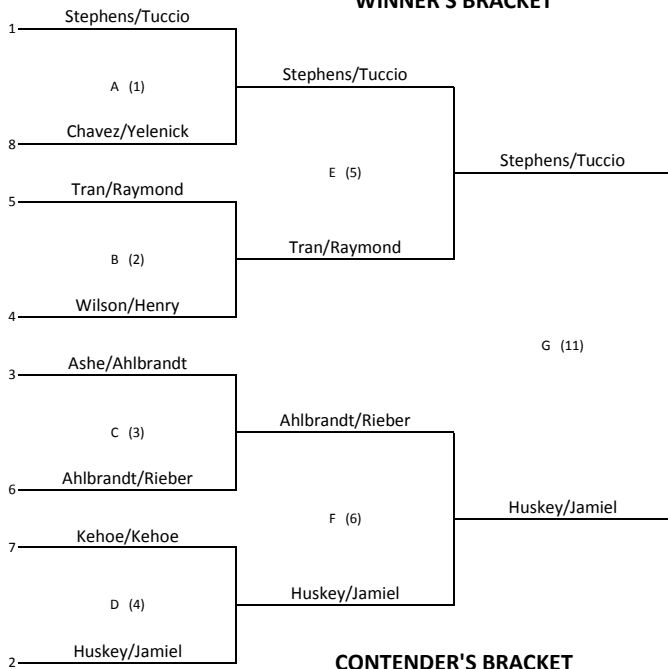 WINNER'S BRACKET
Stephens/Tuccio
1
A (1)
Stephens/Tuccio
Chavez/Yelenick
8
E (5)
Stephens/Tuccio
Tran/Raymond
5
B (2)
Tran/Raymond
Wilson/Henry
4
G (11)
Ashe/Ahlbrandt
3
C (3)
Ahlbrandt/Rieber
Ahlbrandt/Rieber
6
F (6)
Huskey/Jamiel
Kehoe/Kehoe
7
D (4)
Huskey/Jamiel
Huskey/Jamiel
2
CONTENDER'S BRACKET